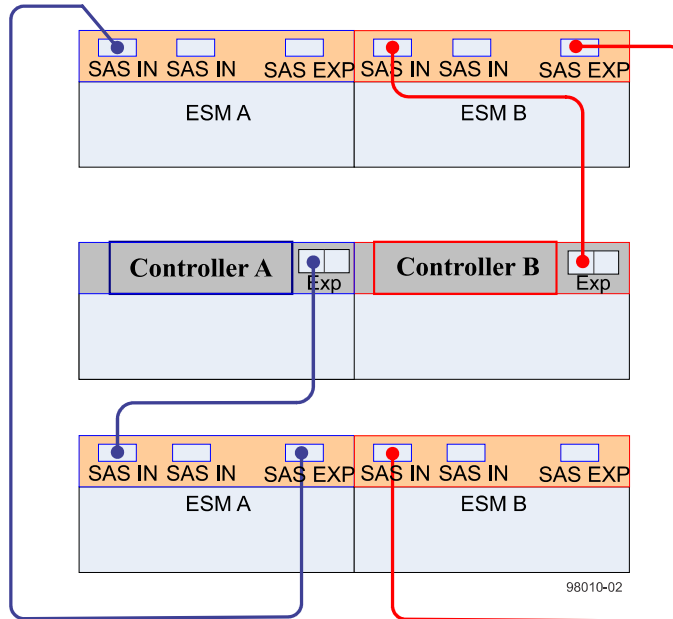 SAS IN SAS IN SAS EXP SAS IN SAS IN SAS EXP
ESM A ESM B
Controller A Exp Controller B Exp
SAS IN SAS IN SAS EXP SAS IN SAS IN SAS EXP
ESM A ESM B
98010-02